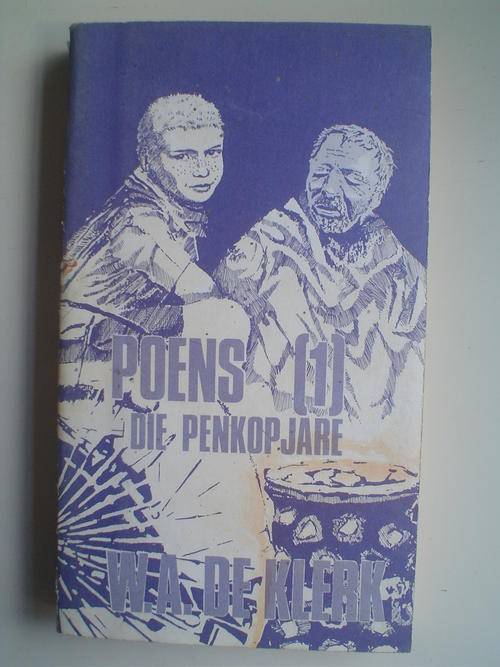 POENS (1)
DIE PENKOPJARE
W.A. DE KLERK